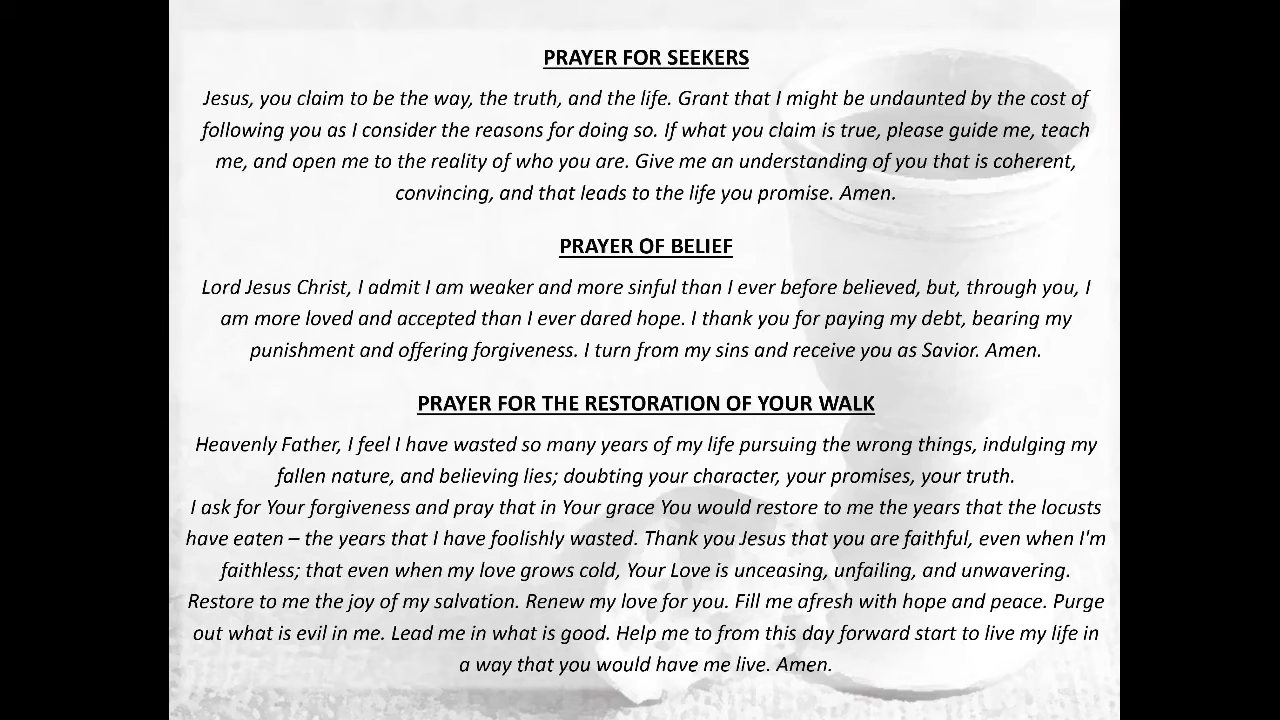 PRAYER FOR SEEKERS
Jesus, you claim to be the way, the truth, and the life. Grant that I might be undaunted by the cost of
following you as I consider the reasons for doing so. If what you claim is true, please guide me, teach
me, and open me to the reality of who you are. Give me an understanding of you that is coherent,
convincing, and that leads to the life you promise. Amen.
PRAYER OF BELIEF
Lord Jesus Christ, I admit I am weaker and more sinful than I ever before believed, but, through you, I
am more loved and accepted than I ever dared hope. I thank you for paying my debt, bearing my
punishment and offering forgiveness. I turn from my sins and receive you as Savior. Amen.
PRAYER FOR THE RESTORATION OF YOUR WALK
Heavenly Father, I feel I have wasted so many years of my life pursuing the wrong things, indulging my
fallen nature, and believing lies; doubting your character, your promises, your truth.
I ask for Your forgiveness and pray that in Your grace You would restore to me the years that the locusts
have eaten – the years that I have foolishly wasted. Thank you Jesus that you are faithful, even when I'm
faithless; that even when my love grows cold, Your Love is unceasing, unfailing, and unwavering.
Restore to me the joy of my salvation. Renew my love for you. Fill me afresh with hope and peace. Purge
out what is evil in me. Lead me in what is good. Help me to from this day forward start to live my life in
a way that you would have me live. Amen.